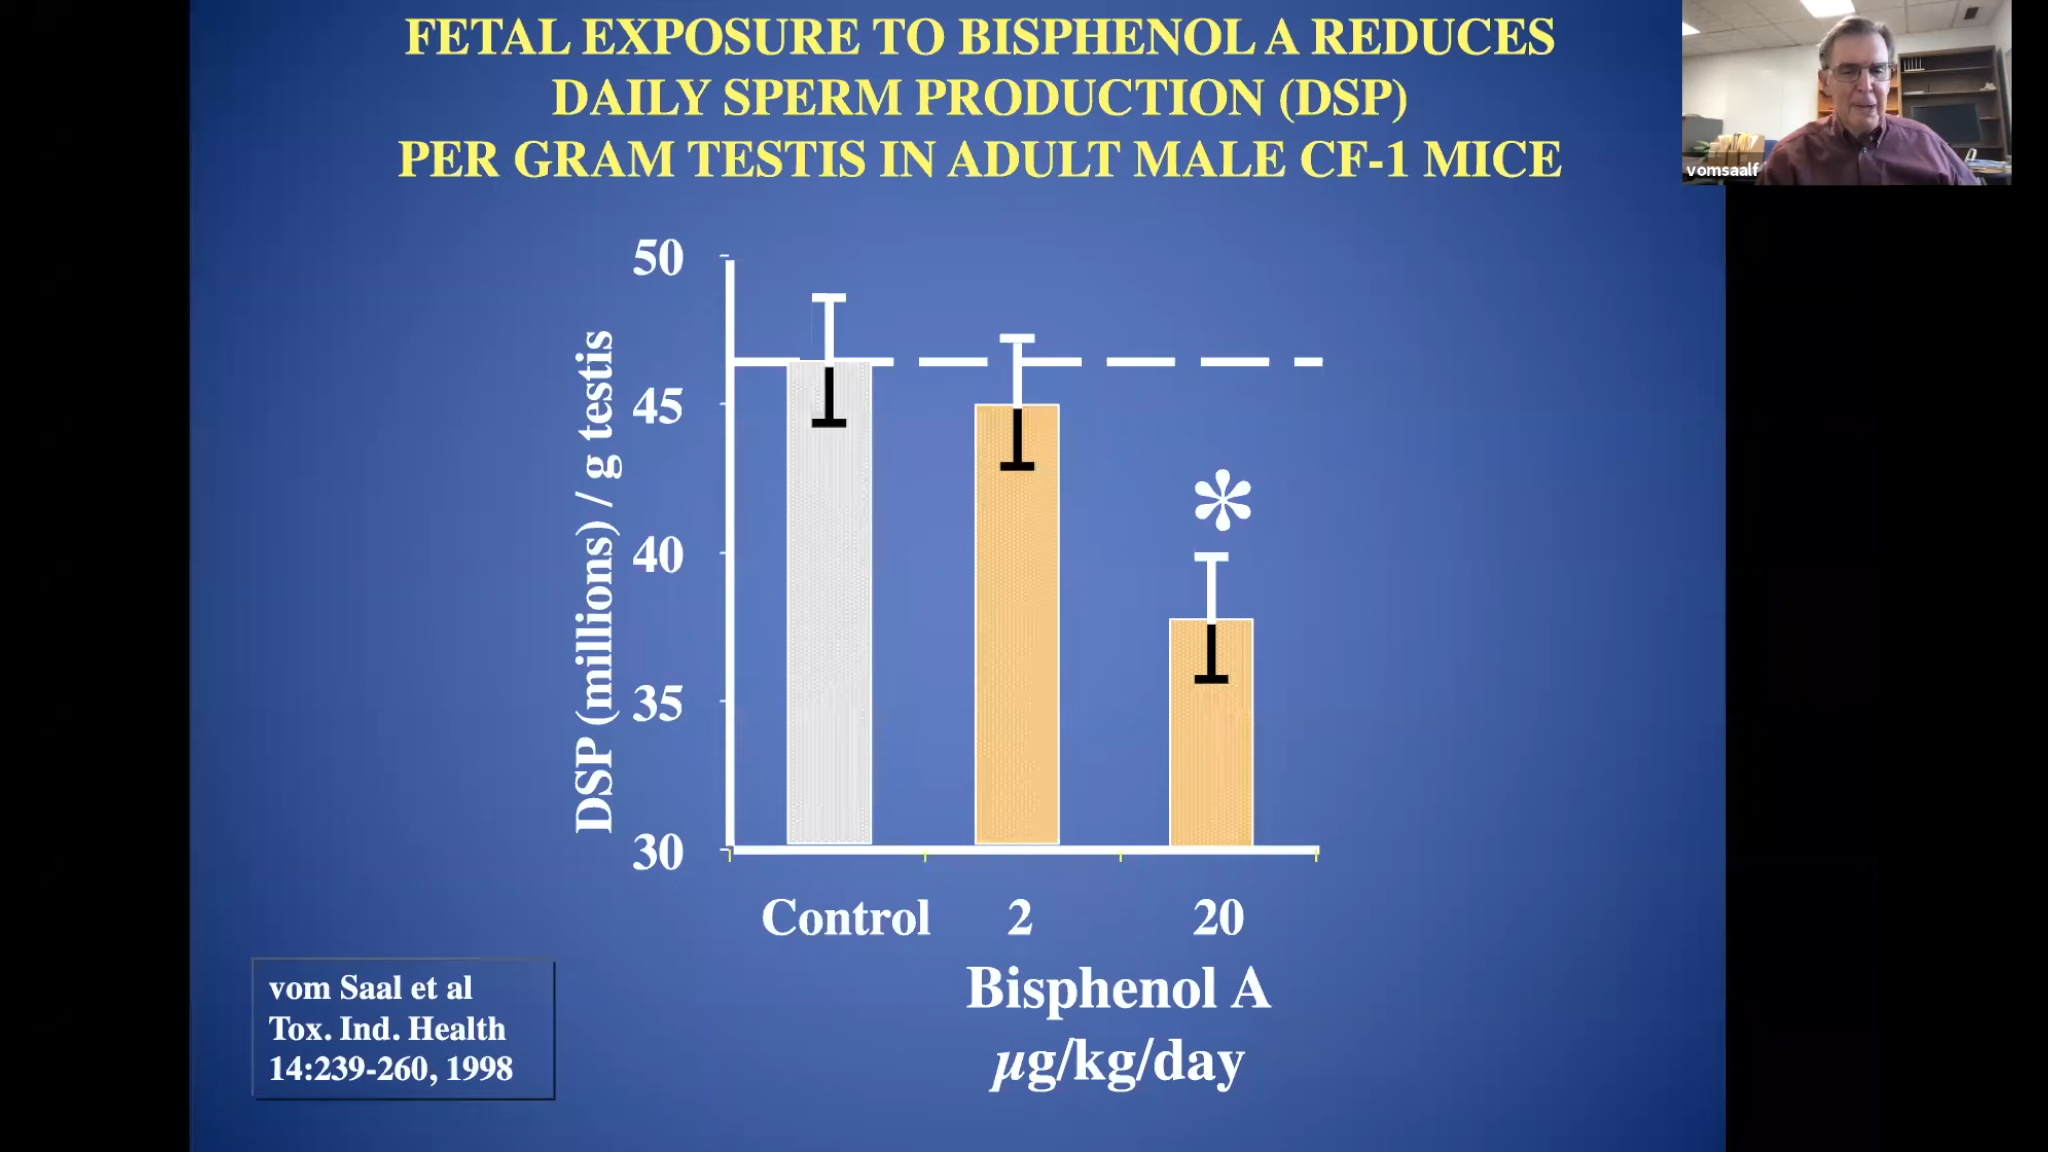 FETAL EXPOSURE TO BISPHENOL A REDUCES
DAILY SPERM PRODUCTION (DSP)
PER GRAM TESTIS IN ADULT MALE CF-1 MICE
vomsaalf
DSP (millions) / g testis
50
45
40
35
30
*
Control 2 20
Bisphenol A
µg/kg/day
vom Saal et al
Tox. Ind. Health
14:239-260, 1998